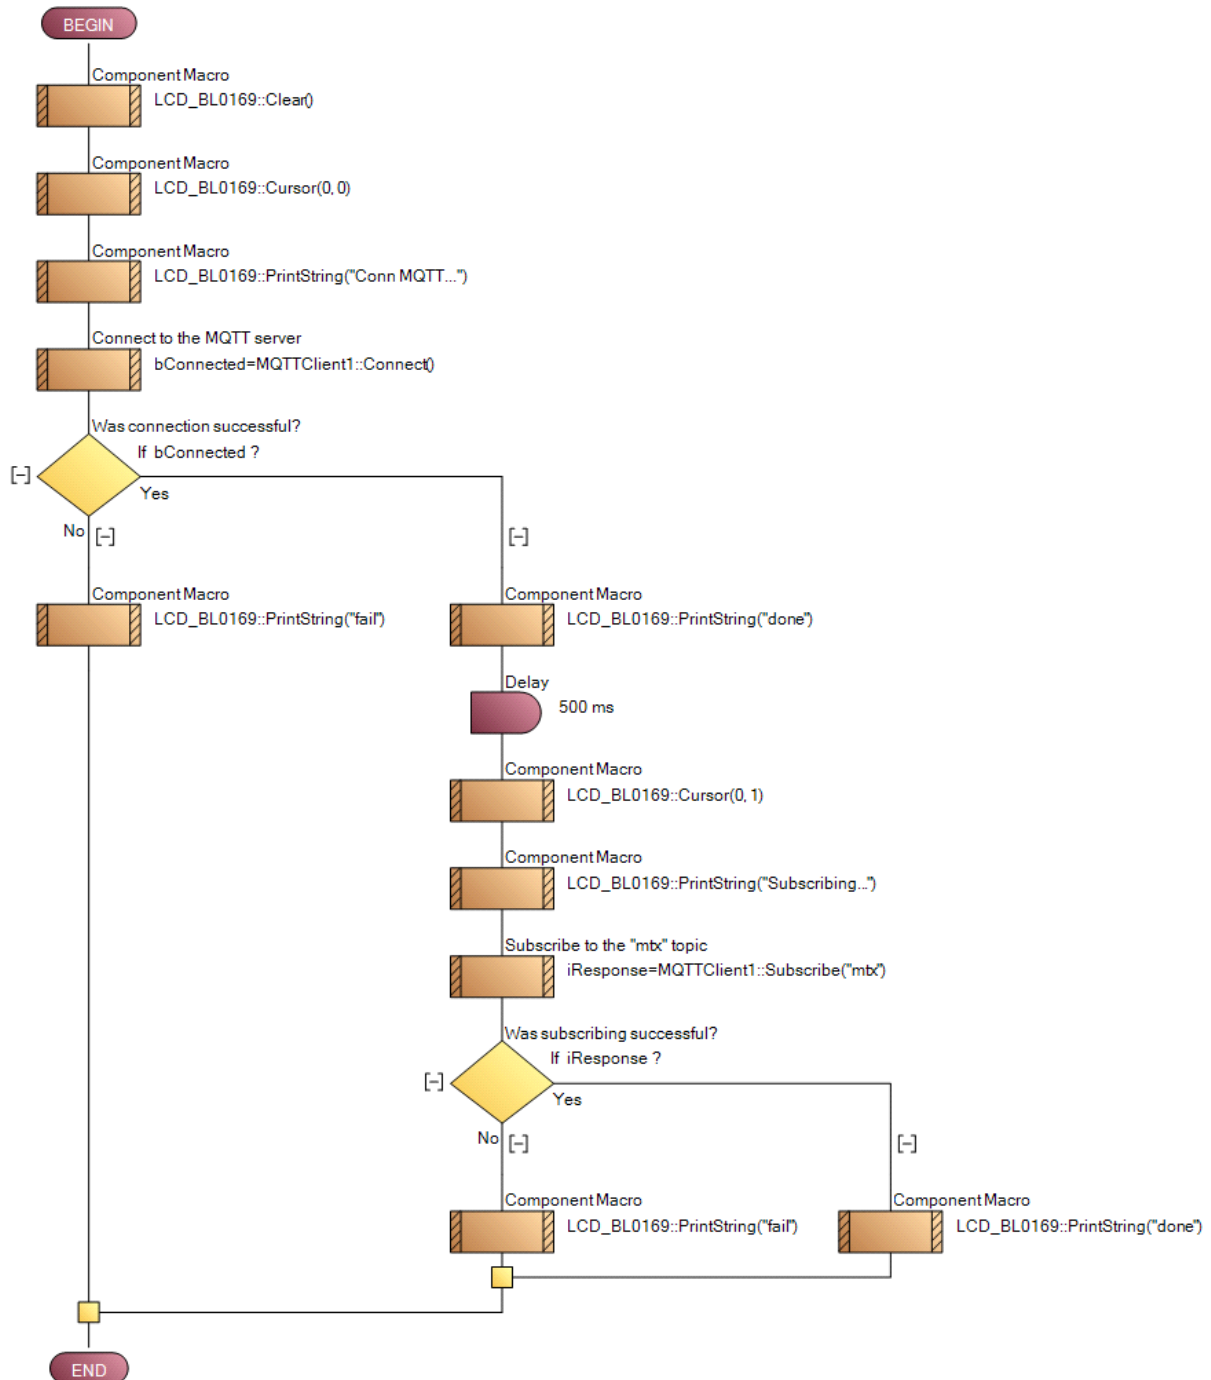 BEGIN
Component Macro
LCD_BL0169::Clear()
Component Macro
LCD_BL0169::Cursor(0, 0)
Component Macro
LCD_BL0169::PrintString("Conn MQTT...")
Connect to the MQTT server
bConnected=MQTTClient1::Connect()
Was connection successful?
If bConnected ?
[-]
Yes
No [-]
[-]
Component Macro
LCD_BL0169::PrintString("fail")
Component Macro
LCD_BL0169::PrintString("done")
Delay
500 ms
Component Macro
LCD_BL0169::Cursor(0, 1)
Component Macro
LCD_BL0169::PrintString("Subscribing...")
Subscribe to the "mtx" topic
iResponse=MQTTClient1::Subscribe("mtx")
Was subscribing successful?
If iResponse ?
[-]
Yes
No [-]
[-]
Component Macro
LCD_BL0169::PrintString("fail")
Component Macro
LCD_BL0169::PrintString("done")
END